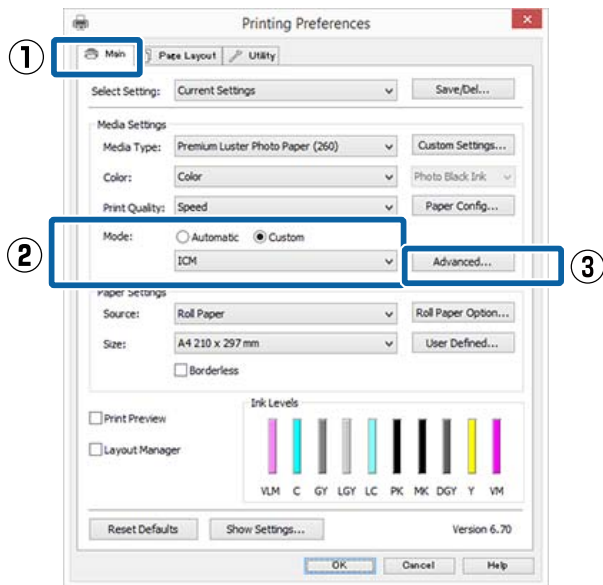 Printing Preferences
①
Main
Page Layout
Utility
Select Setting: Current Settings Save/Del...
Media Settings
Media Type: Premium Luster Photo Paper (260) Custom Settings...
Color: Color Photo Black Ink
Print Quality: Speed Paper Config...
②
Mode: Automatic Custom
ICM Advanced...
③
Paper Settings
Source: Roll Paper Roll Paper Option...
Size: A4 210 x 297 mm User Defined...
Borderless
Print Preview
Layout Manager
Ink Levels
VLM C GY LGY LC PK MK DGY Y VM
Reset Defaults Show Settings... Version 6.70
OK Cancel Help